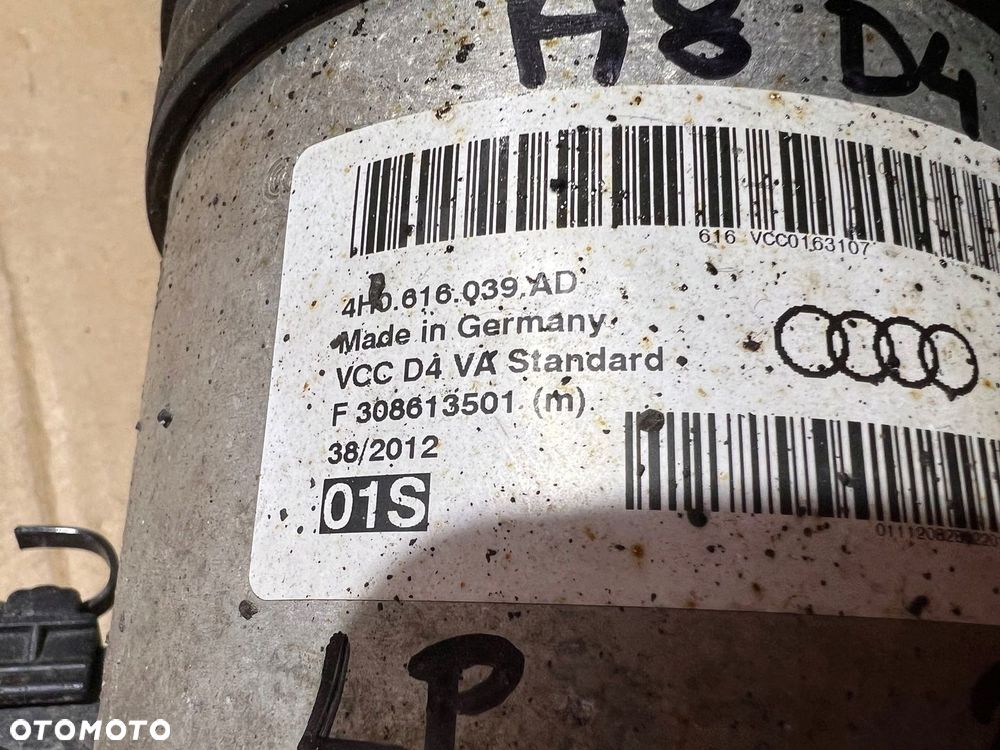 A8 D4
616 VCC0163107
4H0.616.039.AD
Made in Germany
VCC D4 VA Standard
F 308613501 (m)
38/2012
01S
LP
OTOMOTO